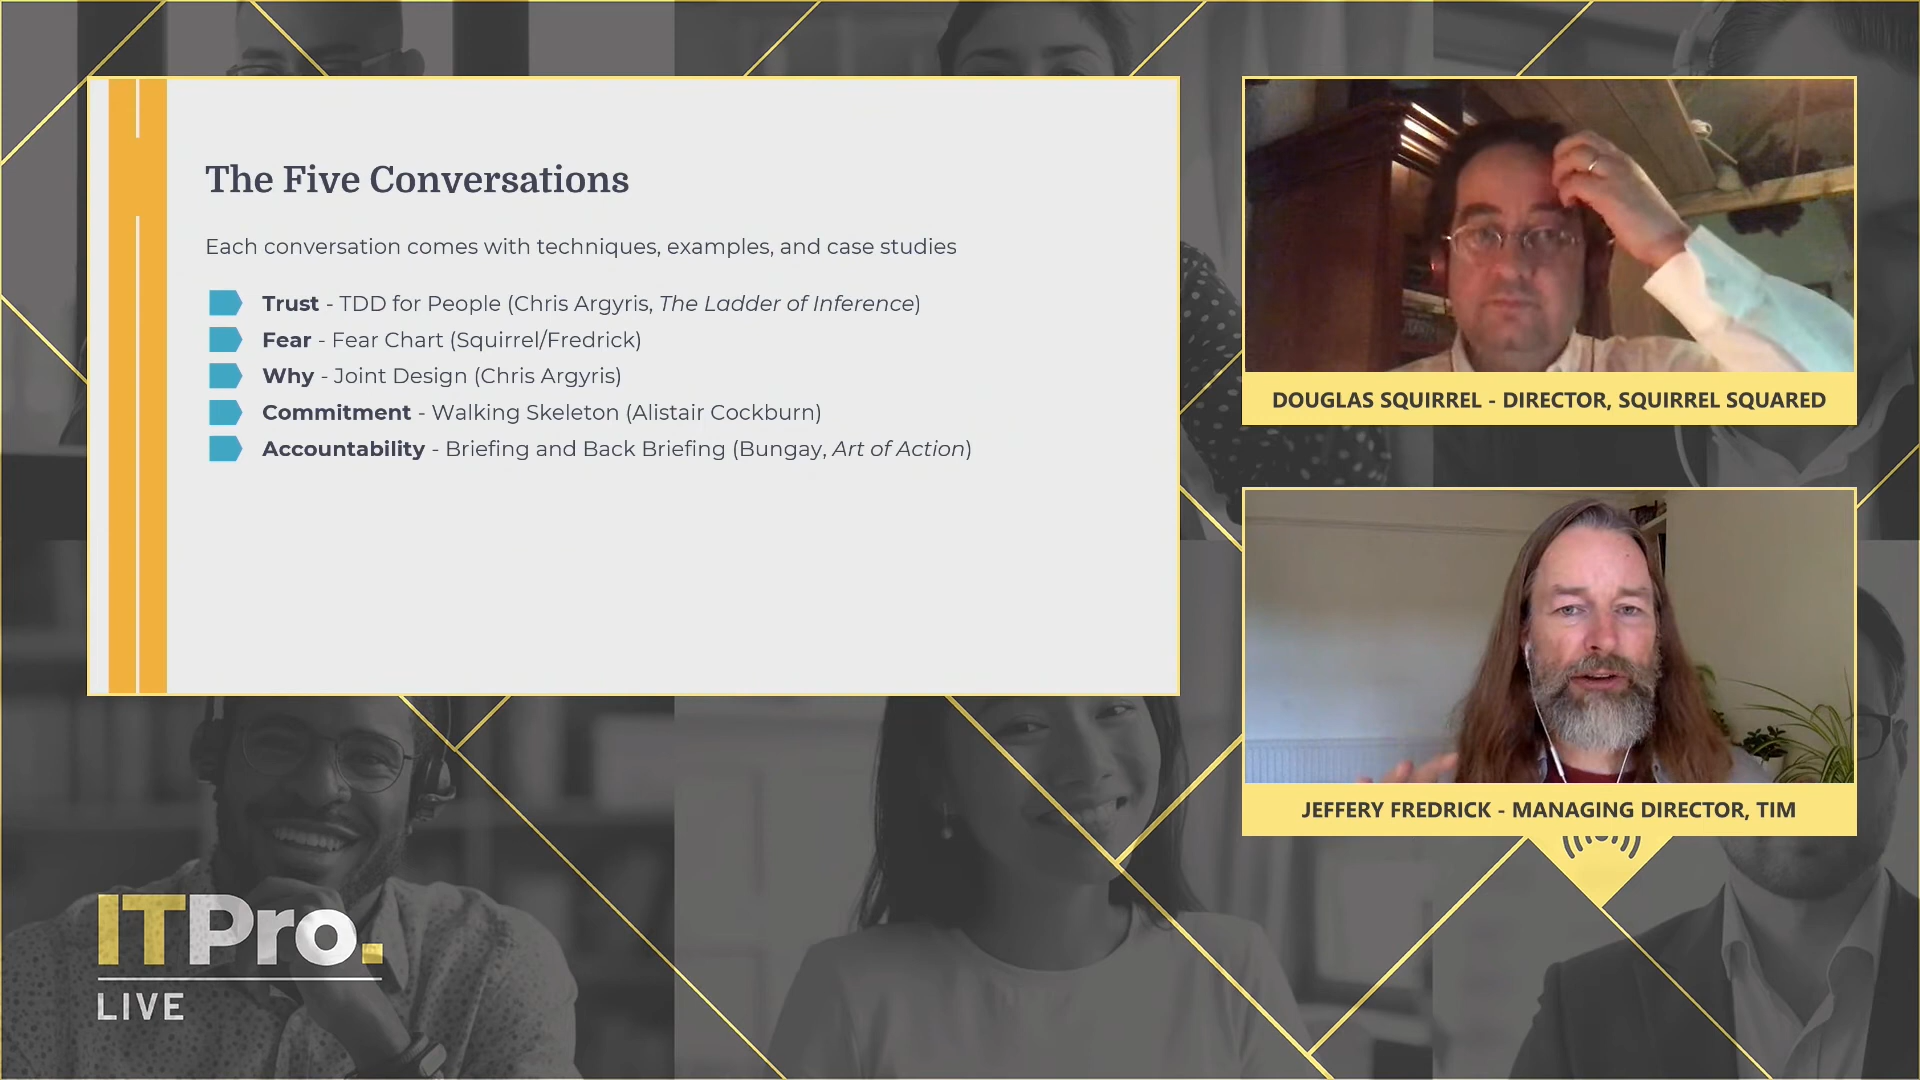 The Five Conversations
Each conversation comes with techniques, examples, and case studies
Trust - TDD for People (Chris Argyris, The Ladder of Inference)
Fear - Fear Chart (Squirrel/Fredrick)
Why - Joint Design (Chris Argyris)
Commitment - Walking Skeleton (Alistair Cockburn)
Accountability - Briefing and Back Briefing (Bungay, Art of Action)
DOUGLAS SQUIRREL - DIRECTOR, SQUIRREL SQUARED
JEFFERY FREDRICK - MANAGING DIRECTOR, TIM
ITPro.
LIVE